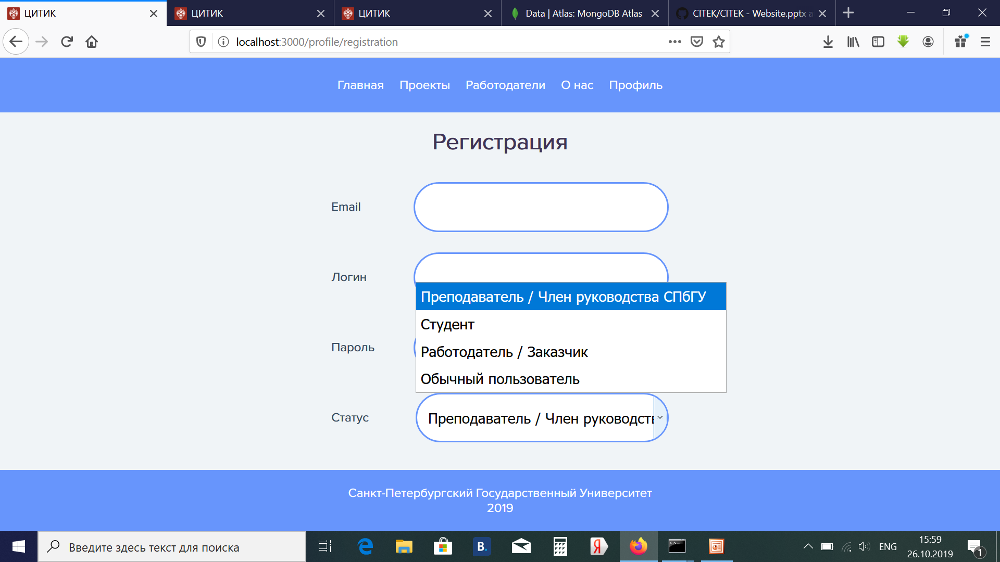 ЦИТИК
ЦИТИК
ЦИТИК
Data | Atlas: MongoDB Atlas
CITEK/CITEK - Website.pptx a
localhost:3000/profile/registration
Главная Проекты Работодатели О нас Профиль
Регистрация
Email
Логин
Преподаватель / Член руководства СПбГУ
Студент
Пароль
Работодатель / Заказчик
Обычный пользователь
Статус
Преподаватель / Член руководств
Санкт-Петербургский Государственный Университет
2019
Введите здесь текст для поиска
B.
Я
C:\
ENG
15:59
26.10.2019
1